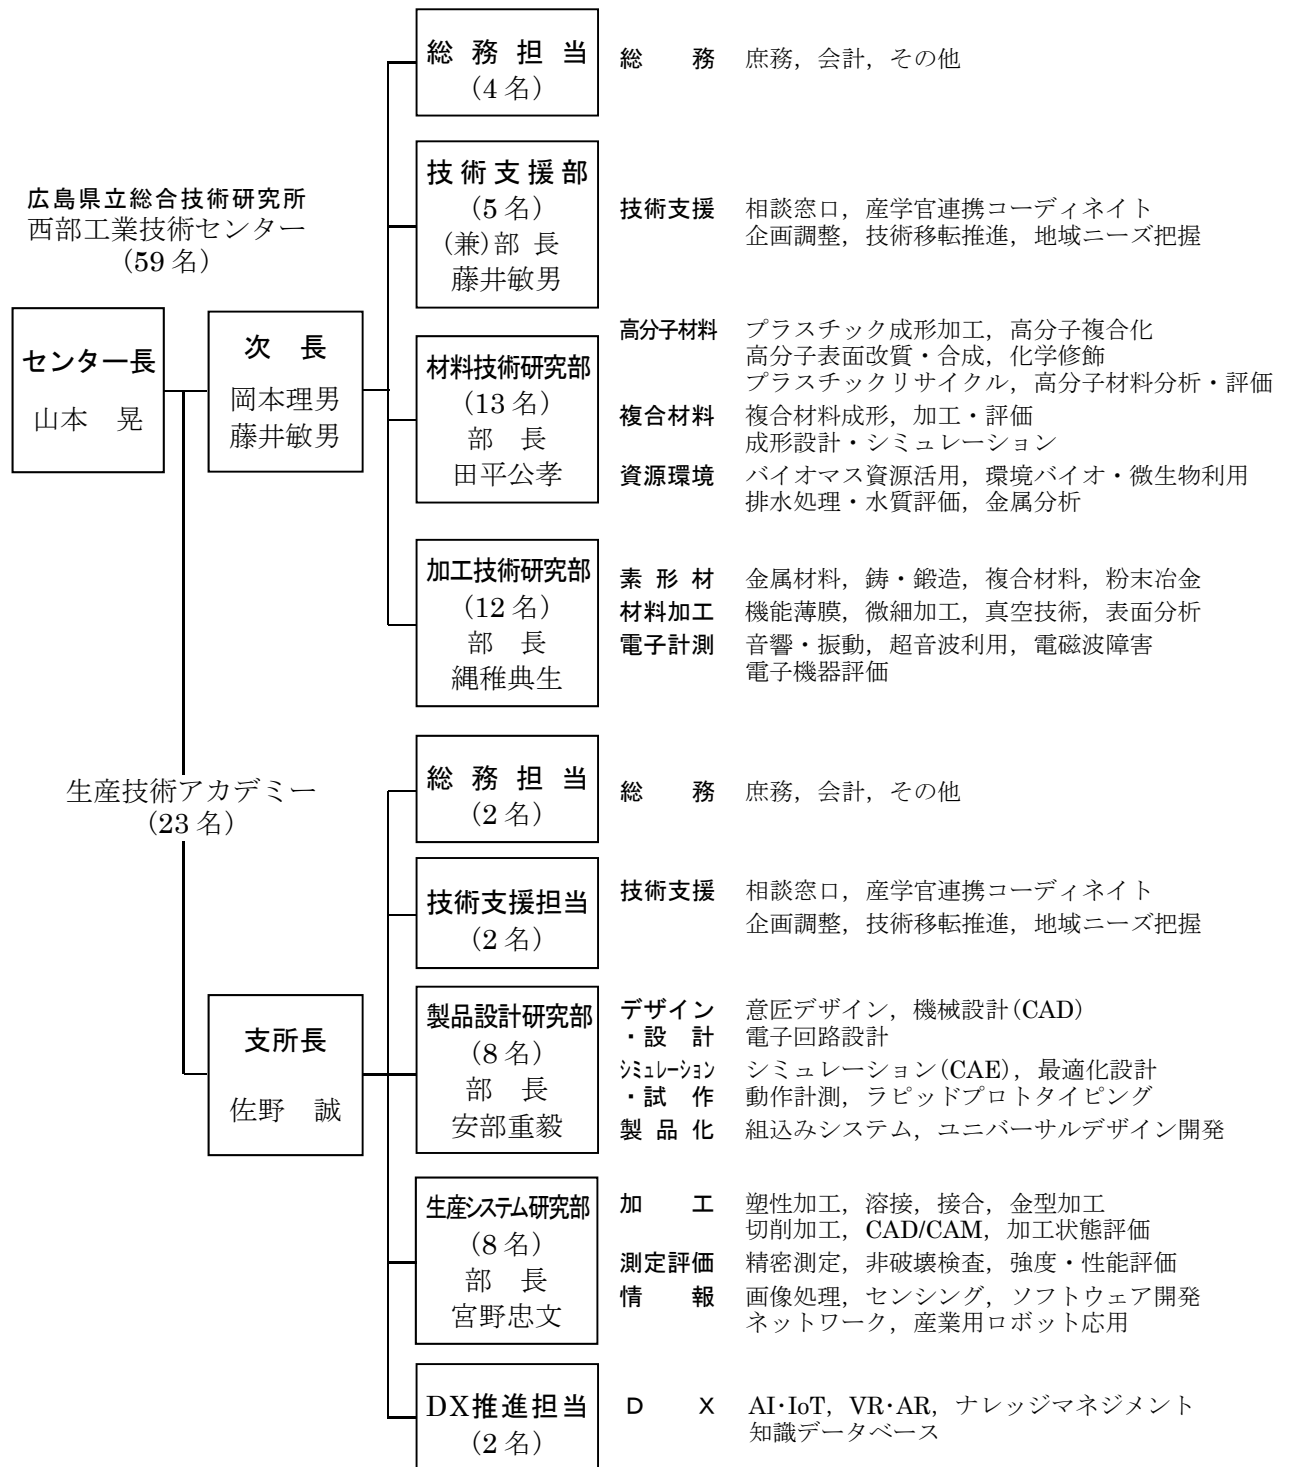 広島県立総合技術研究所
西部工業技術センター
(59名)
センター長
山本 晃
次 長
岡本理男
藤井敏男
総 務 担 当
(4名)
総 務 庶務，会計，その他
技術支援部
(5名)
(兼)部 長
藤井敏男
技術支援 相談窓口，産学官連携コーディネイト
企画調整，技術移転推進，地域ニーズ把握
材料技術研究部
(13名)
部 長
田平公孝
高分子材料 プラスチック成形加工，高分子複合化
高分子表面改質・合成，化学修飾
プラスチックリサイクル，高分子材料分析・評価
複合材料 複合材料成形，加工・評価
成形設計・シミュレーション
資源環境 バイオマス資源活用，環境バイオ・微生物利用
排水処理・水質評価，金属分析
加工技術研究部
(12名)
部 長
縄稚典生
素 形 材 金属材料，鋳・鍛造，複合材料，粉末冶金
材料加工 機能薄膜，微細加工，真空技術，表面分析
電子計測 音響・振動，超音波利用，電磁波障害
電子機器評価
生産技術アカデミー
(23名)
支所長
佐野 誠
総 務 担 当
(2名)
総 務 庶務，会計，その他
技術支援担当
(2名)
技術支援 相談窓口，産学官連携コーディネイト
企画調整，技術移転推進，地域ニーズ把握
製品設計研究部
(8名)
部 長
安部重毅
デザイン 意匠デザイン，機械設計(CAD)
・設 計 電子回路設計
シミュレーション シミュレーション(CAE)，最適化設計
・試 作 動作計測，ラピッドプロトタイピング
製 品 化 組込みシステム，ユニバーサルデザイン開発
生産システム研究部
(8名)
部 長
宮野忠文
加 工 塑性加工，溶接，接合，金型加工
切削加工，CAD/CAM，加工状態評価
測定評価 精密測定，非破壊検査，強度・性能評価
情 報 画像処理，センシング，ソフトウェア開発
ネットワーク，産業用ロボット応用
DX推進担当
(2名)
D X AI･IoT，VR･AR，ナレッジマネジメント
知識データベース